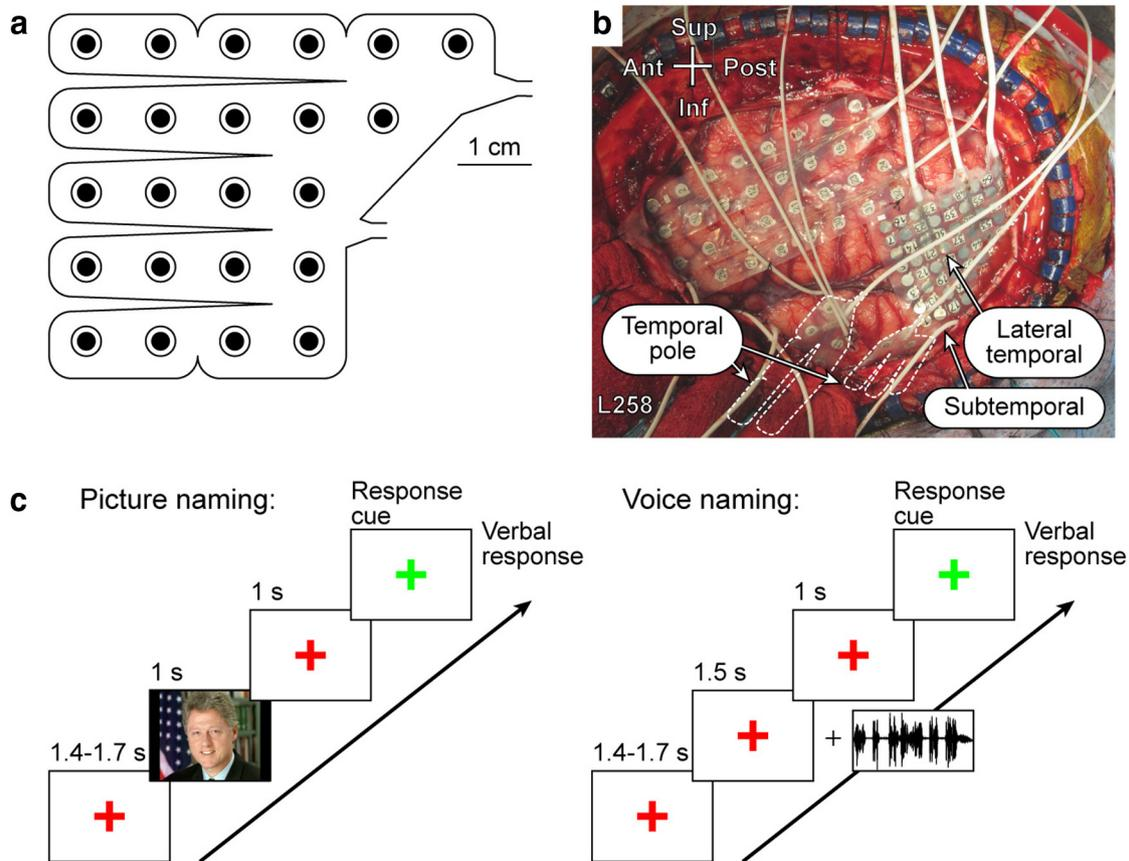 a
1 cm
b
Sup
Ant
Post
Inf
Temporal
pole
Lateral
temporal
Subtemporal
L258
c
Picture naming:
Response
cue
Verbal
response
1 s
1 s
1.4-1.7 s
Voice naming:
Response
cue
Verbal
response
1 s
1.5 s
+
1.4-1.7 s